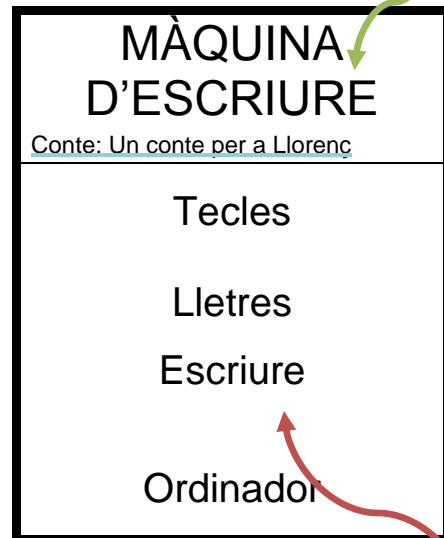 MÀQUINA
D’ESCRIURE
Conte: Un conte per a Llorenç
Tecles
Lletres
Escriure
Ordinador